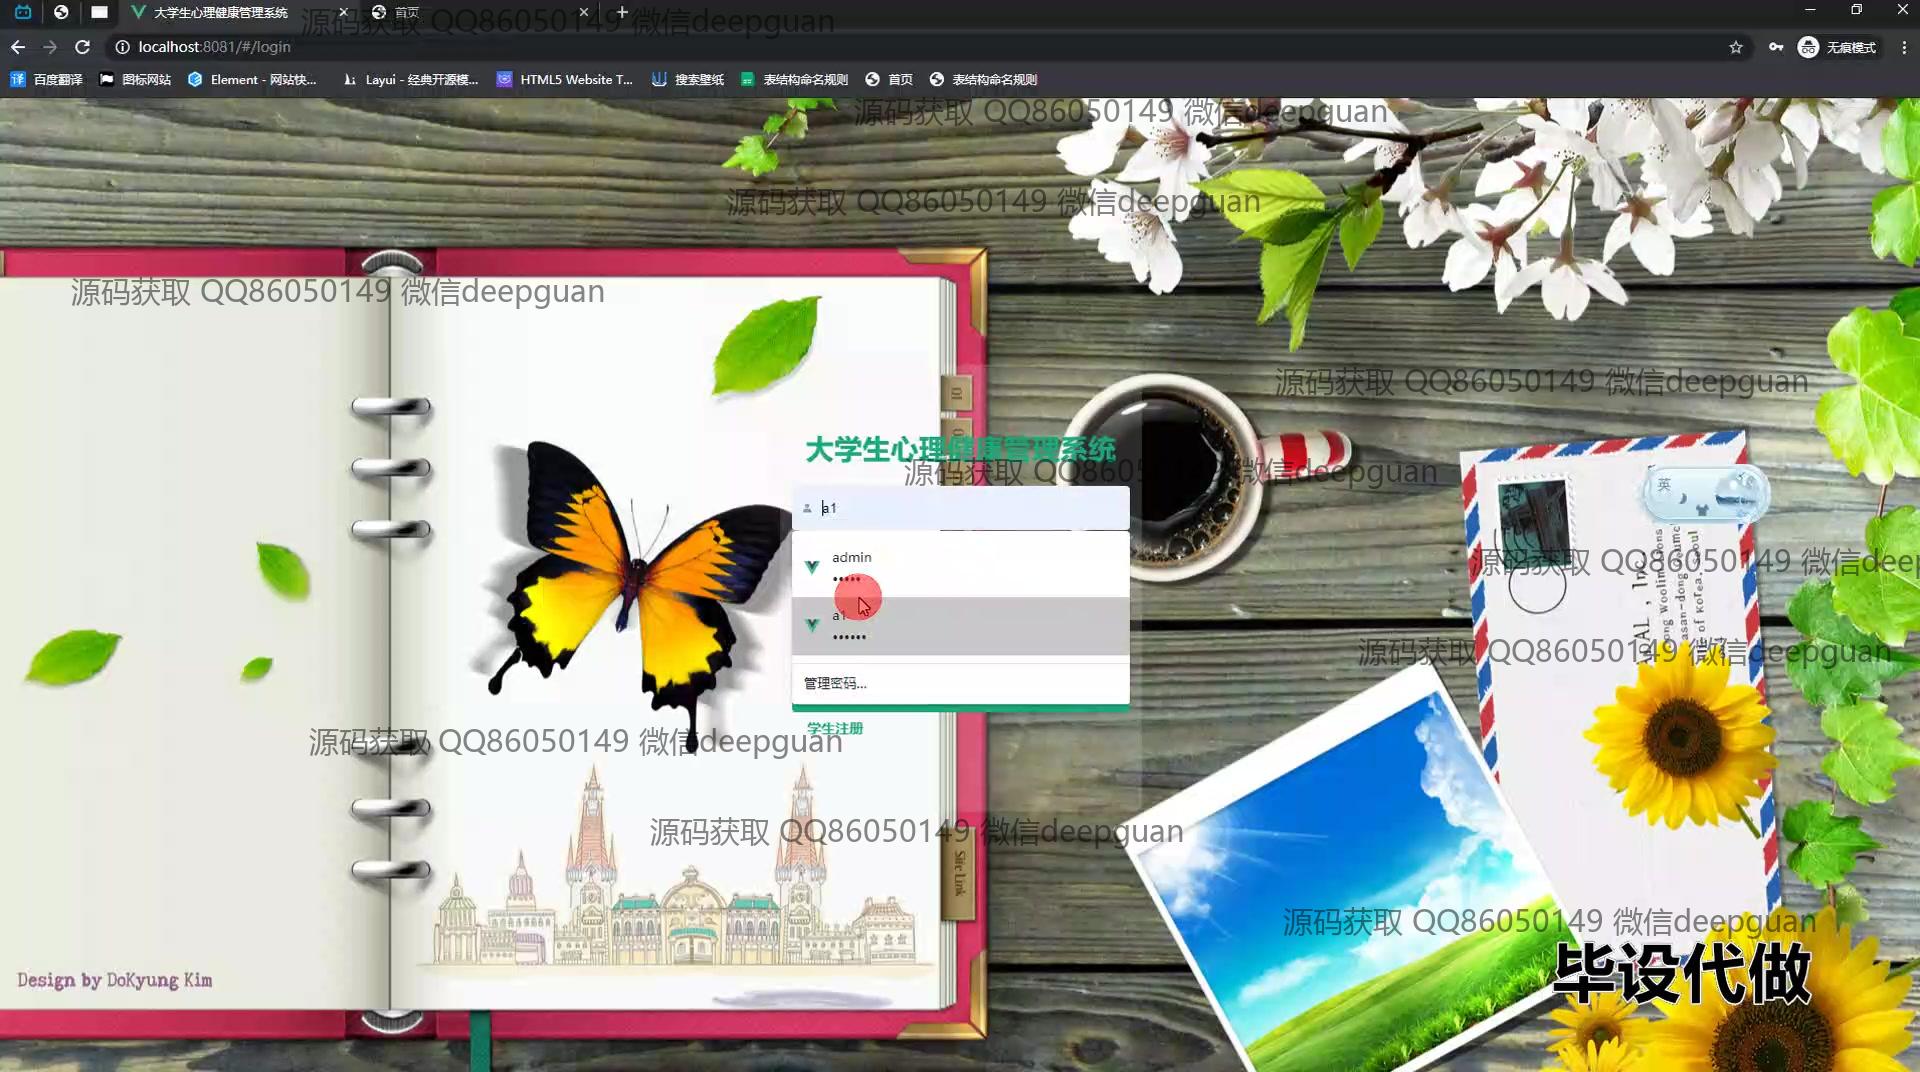 大学生心理健康管理系统
首页
localhost:8081/#/login
无痕模式
百度翻译
图标网站
Element - 网站快...
Layui - 经典开源模...
HTML5 Website T...
搜索壁纸
表结构命名规则
首页
表结构命名规则
源码获取 QQ86050149 微信deepguan
源码获取 QQ86050149 微信deepguan
源码获取 QQ86050149 微信deepguan
源码获取 QQ86050149 微信deepguan
源码获取 QQ86050149 微信deepguan
大学生心理健康管理系统
源码获取 QQ86050149 微信deepguan
英
a1
admin
•••••
源码获取 QQ86050149 微信deep
a1
••••••
源码获取 QQ86050149 微信deepguan
管理密码...
学生注册
源码获取 QQ86050149 微信deepguan
源码获取 QQ86050149 微信deepguan
Site Link
源码获取 QQ86050149 微信deepguan
毕设代做
Design by DoKyung Kim